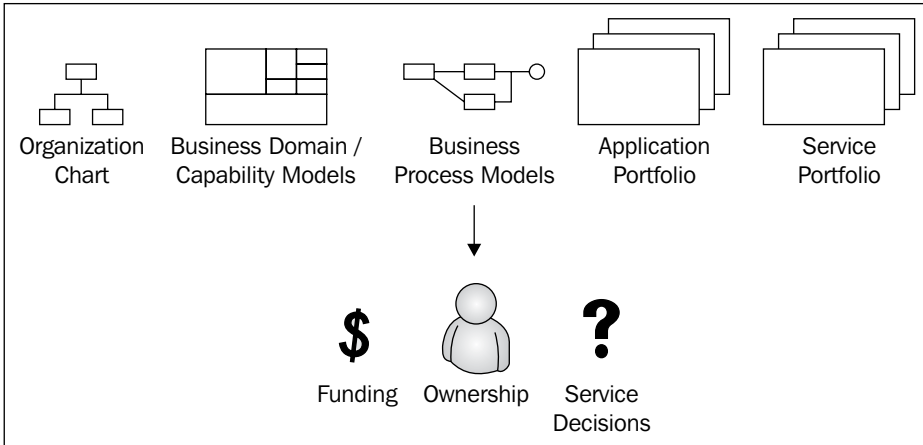 Organization
Chart
Business Domain /
Capability Models
Business
Process Models
Application
Portfolio
Service
Portfolio
$
?
Funding
Ownership
Service
Decisions